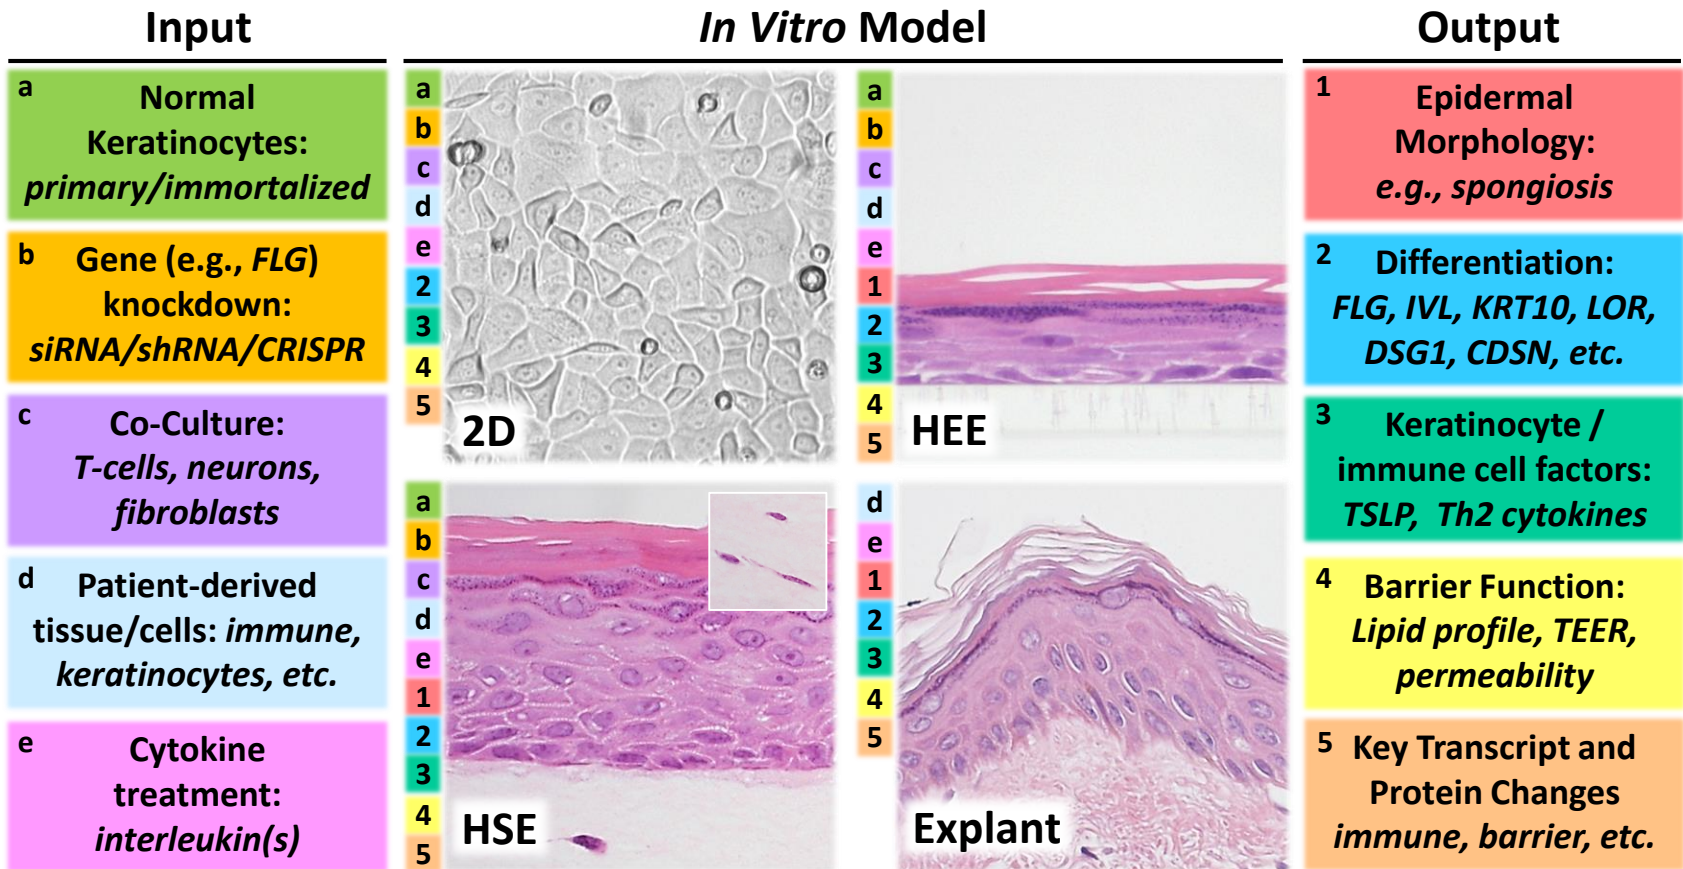 Input
In Vitro Model
Output
a
Normal
Keratinocytes:
primary/immortalized
b
Gene (e.g., FLG)
knockdown:
siRNA/shRNA/CRISPR
c
Co-Culture:
T-cells, neurons,
fibroblasts
d
Patient-derived
tissue/cells: immune,
keratinocytes, etc.
e
Cytokine
treatment:
interleukin(s)
a
b
c
d
e
2
3
4
5
2D
a
b
c
d
e
1
2
3
4
5
HEE
a
b
c
d
e
1
2
3
4
5
HSE
d
e
1
2
3
4
5
Explant
1
Epidermal
Morphology:
e.g., spongiosis
2
Differentiation:
FLG, IVL, KRT10, LOR,
DSG1, CDSN, etc.
3
Keratinocyte /
immune cell factors:
TSLP, Th2 cytokines
4
Barrier Function:
Lipid profile, TEER,
permeability
5
Key Transcript and
Protein Changes
immune, barrier, etc.